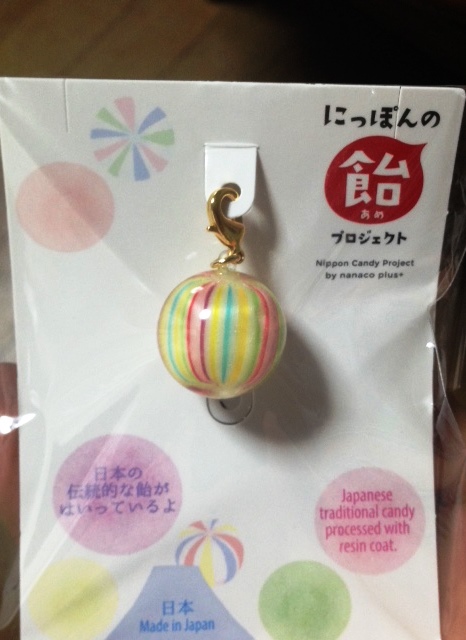 にっぽんの
飴
あめ
プロジェクト
Nippon Candy Project
by nanaco plus+
日本の
伝統的な飴が
はいっているよ
Japanese
traditional candy
processed with
resin coat.
日本
Made in Japan